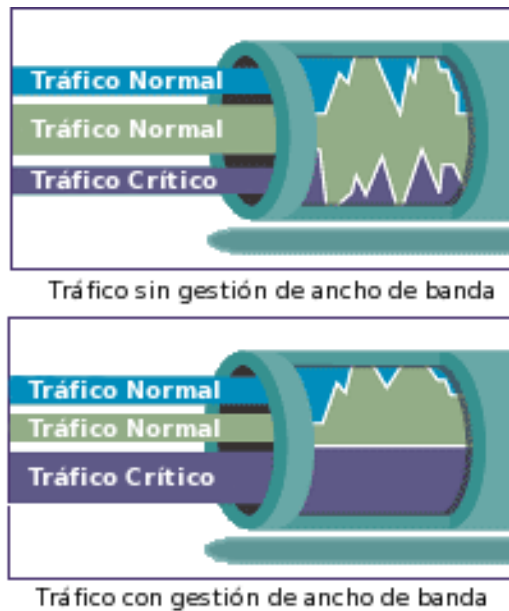 Tráfico Normal
Tráfico Normal
Tráfico Crítico
Tráfico sin gestión de ancho de banda
Tráfico Normal
Tráfico Normal
Tráfico Crítico
Tráfico con gestión de ancho de banda